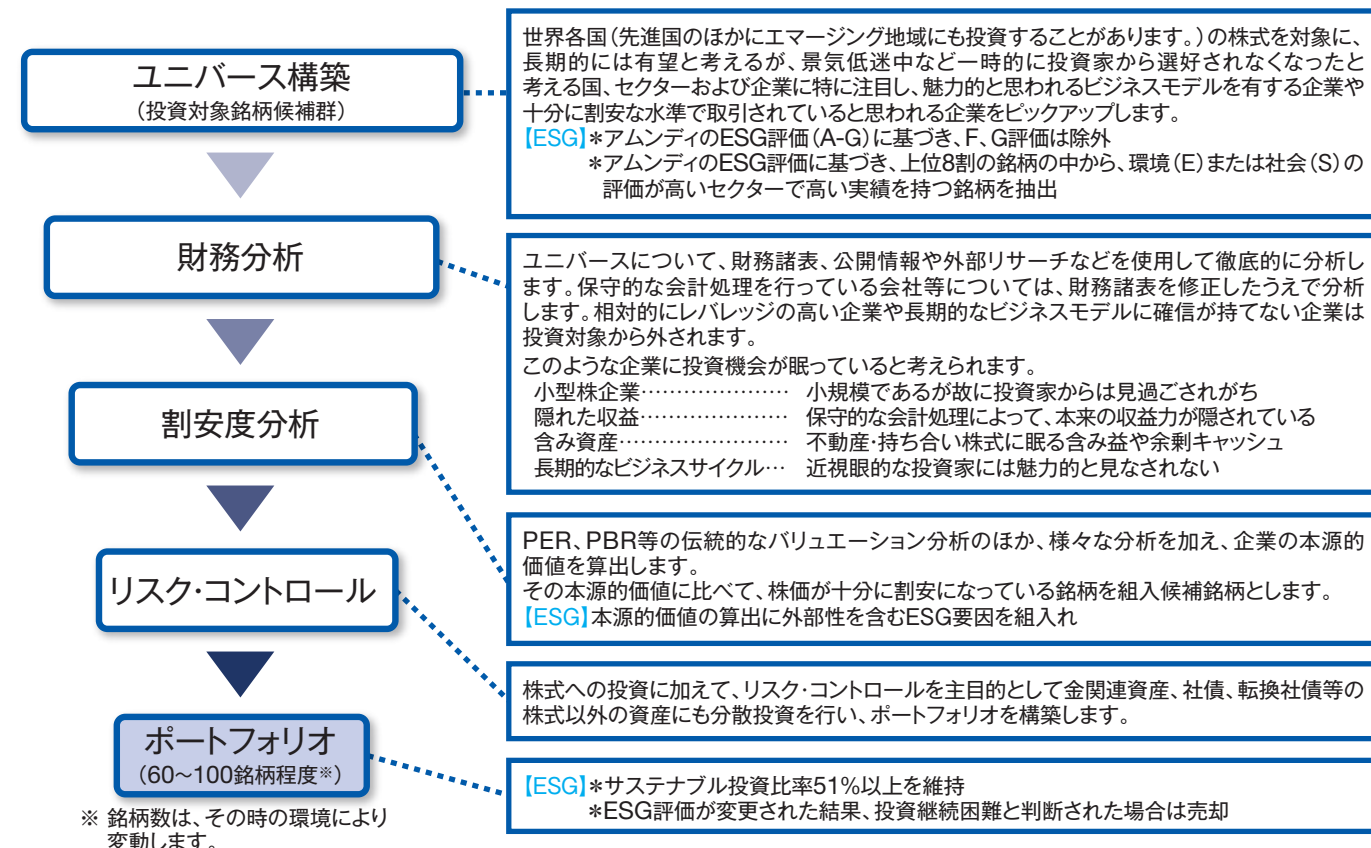 ユニバース構築
(投資対象銘柄候補群)
世界各国(先進国のほかにエマージング地域にも投資することがあります。)の株式を対象に、
長期的には有望と考えるが、景気低迷中など一時的に投資家から選好されなくなったと
考える国、セクターおよび企業に特に注目し、魅力的と思われるビジネスモデルを有する企業や
十分に割安な水準で取引されていると思われる企業をピックアップします。
【ESG】*アムンディのESG評価(A-G)に基づき、F、G評価は除外
*アムンディのESG評価に基づき、上位8割の銘柄の中から、環境(E)または社会(S)の
評価が高いセクターで高い実績を持つ銘柄を抽出
財務分析
ユニバースについて、財務諸表、公開情報や外部リサーチなどを使用して徹底的に分析し
ます。保守的な会計処理を行っている会社等については、財務諸表を修正したうえで分析
します。相対的にレバレッジの高い企業や長期的なビジネスモデルに確信が持てない企業は
投資対象から外されます。
このような企業に投資機会が眠っていると考えられます。
小型株企業………………… 小規模であるが故に投資家からは見過ごされがち
隠れた収益………………… 保守的な会計処理によって、本来の収益力が隠されている
含み資産…………………… 不動産・持ち合い株式に眠る含み益や余剰キャッシュ
長期的なビジネスサイクル… 近視眼的な投資家には魅力的と見なされない
割安度分析
PER、PBR等の伝統的なバリュエーション分析のほか、様々な分析を加え、企業の本源的
価値を算出します。
その本源的価値に比べて、株価が十分に割安になっている銘柄を組入候補銘柄とします。
【ESG】本源的価値の算出に外部性を含むESG要因を組入れ
リスク・コントロール
株式への投資に加えて、リスク・コントロールを主目的として金関連資産、社債、転換社債等の
株式以外の資産にも分散投資を行い、ポートフォリオを構築します。
ポートフォリオ
(60~100銘柄程度※)
【ESG】*サステナブル投資比率51%以上を維持
*ESG評価が変更された結果、投資継続困難と判断された場合は売却
※ 銘柄数は、その時の環境により
変動します。